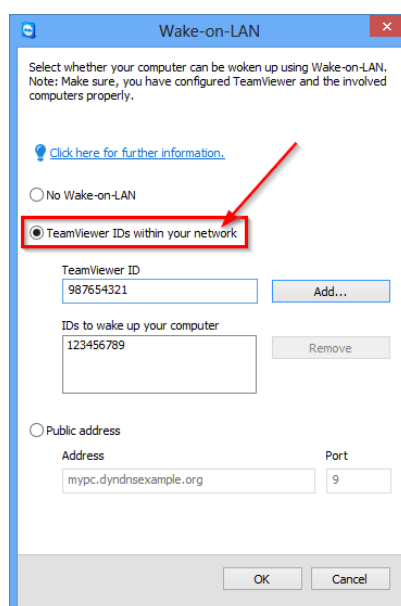 Wake-on-LAN
Select whether your computer can be woken up using Wake-on-LAN.
Note: Make sure, you have configured TeamViewer and the involved
computers properly.
Click here for further information.
No Wake-on-LAN
TeamViewer IDs within your network
TeamViewer ID
987654321
Add...
IDs to wake up your computer
123456789
Remove
Public address
Address Port
mypc.dyndnsexample.org 9
OK Cancel